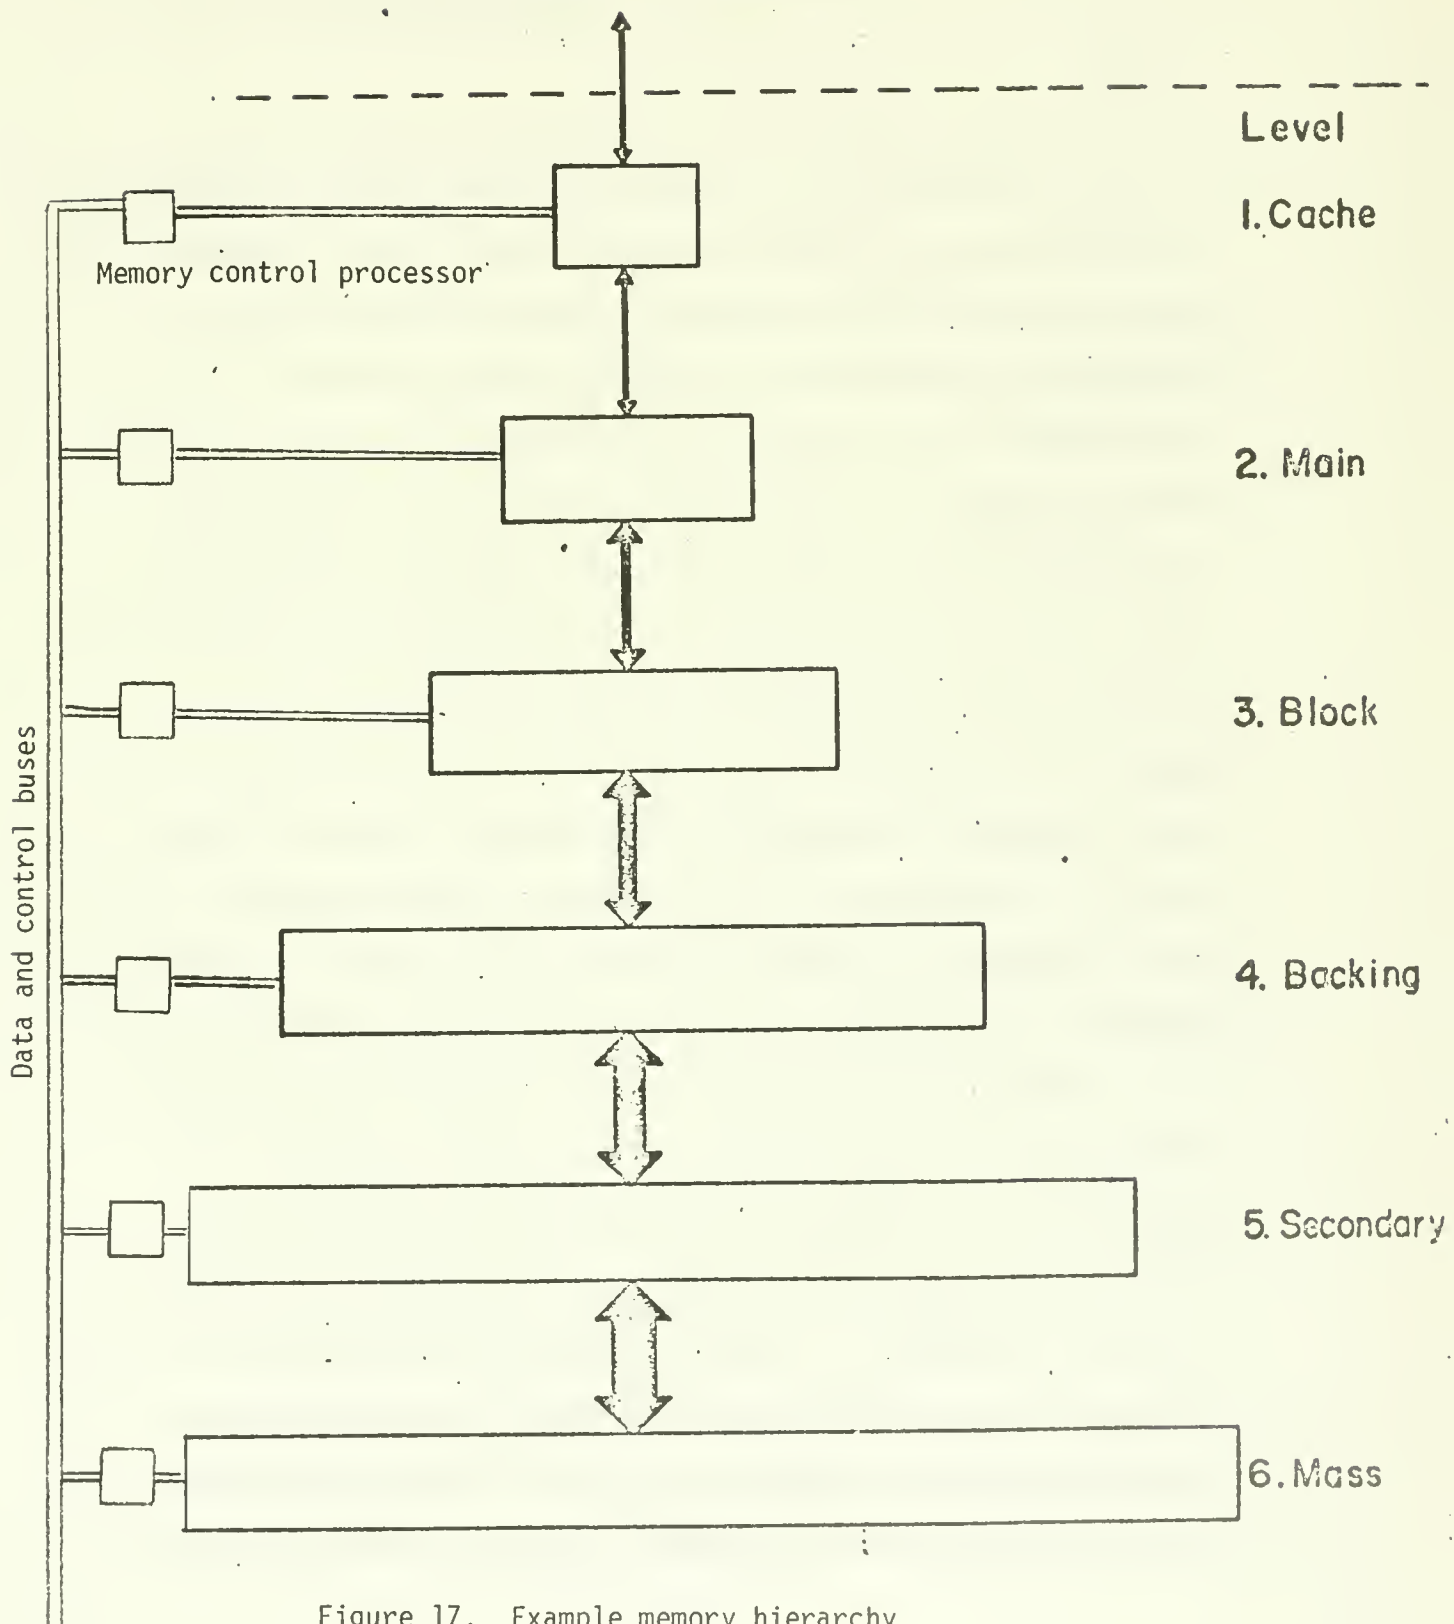 Level
1. Cache
Memory control processor
2. Main
3. Block
Data and control buses
4. Backing
5. Secondary
6. Mass
Figure 17. Example memory hierarchy